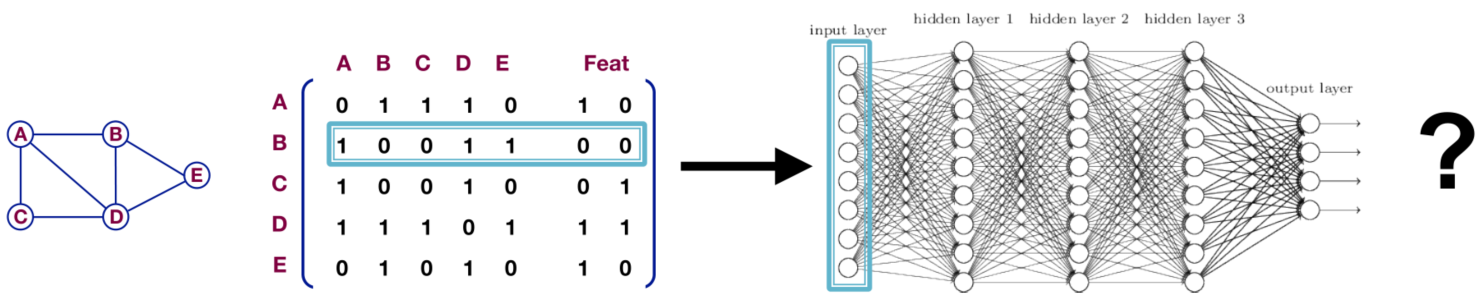 A B
C D
E
A B C D E Feat
A 0 1 1 1 0 1 0
B 1 0 0 1 1 0 0
C 1 0 0 1 0 0 1
D 1 1 1 0 1 1 1
E 0 1 0 1 0 1 0
input layer
hidden layer 1 hidden layer 2 hidden layer 3
output layer
?